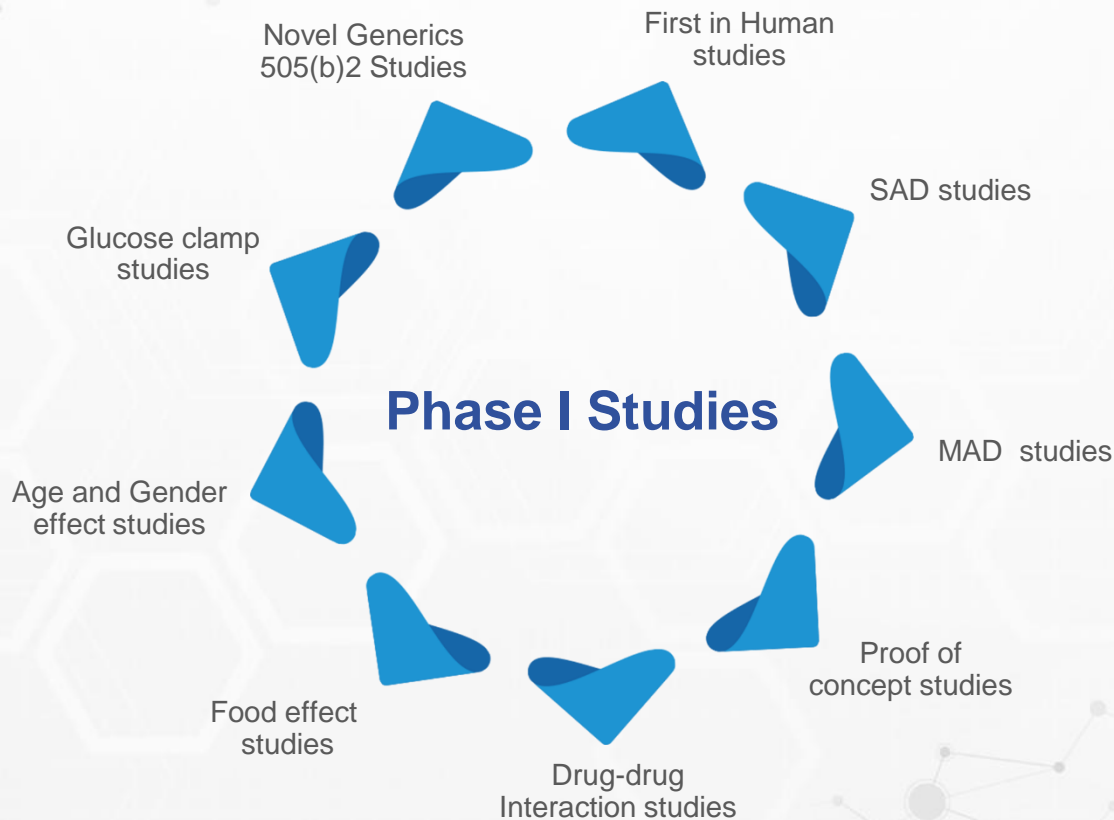 First in Human
studies
SAD studies
MAD  studies
Proof of
concept studies
Drug-drug
Interaction studies
Food effect
studies
Age and Gender
effect studies
Glucose clamp
studies
Novel Generics
505(b)2 Studies
Phase I Studies